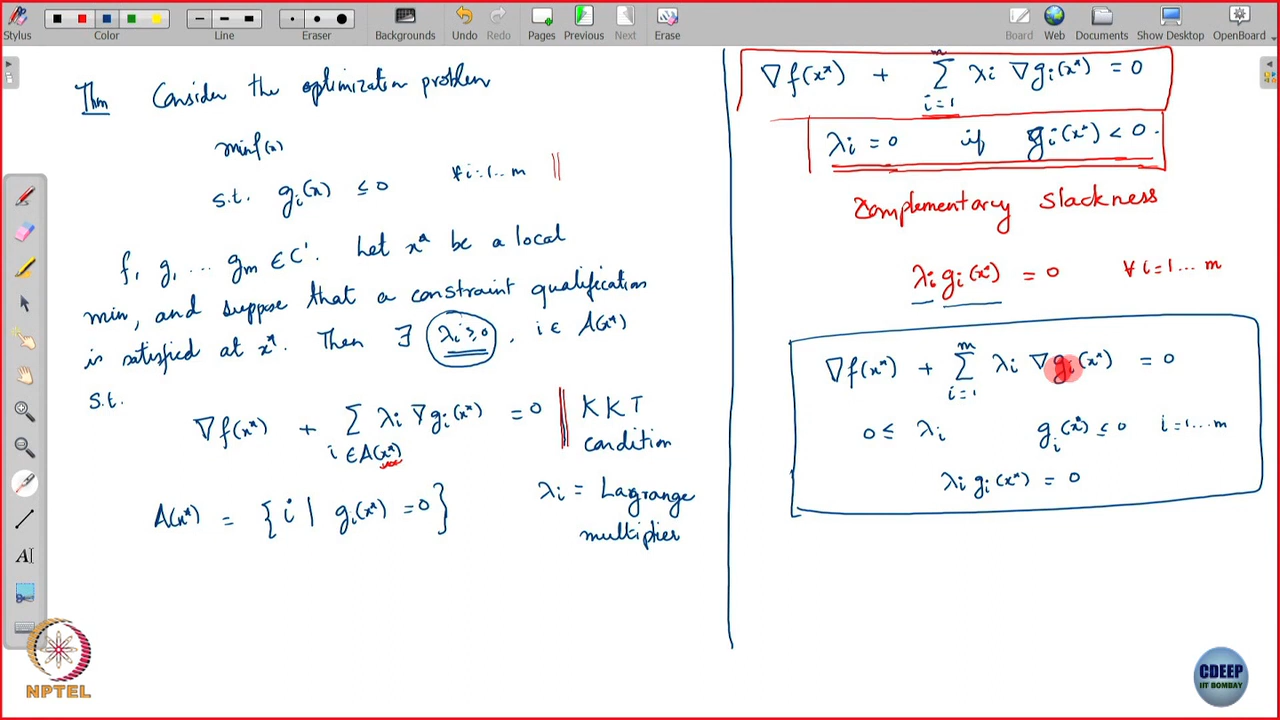 Stylus
Color
Line
Eraser
Backgrounds
Undo
Redo
Pages
Previous
Next
Erase
Board
Web
Documents
Show Desktop
OpenBoard
Thm Consider the optimization problem
min f(x)
s.t. gᵢ(x) ≤ 0 ∀ i=1...m
f, g₁ ... gₘ ∈ C¹. Let x* be a local
min, and suppose that a constraint qualification
is satisfied at x*. Then ∃ λᵢ ≥ 0, i ∈ A(x*)
s.t.
∇f(x*) + ∑ λᵢ ∇gᵢ(x*) = 0
i ∈ A(x*)
KKT
condition
A(x*) = {i | gᵢ(x*) = 0}
λᵢ = Lagrange
multiplier
∇f(x*) + ∑ᵢ₌₁ᵐ λᵢ ∇gᵢ(x*) = 0
λᵢ = 0 if gᵢ(x*) < 0.
Complementary Slackness
λᵢ gᵢ(x*) = 0 ∀ i=1...m
∇f(x*) + ∑ᵢ₌₁ᵐ λᵢ ∇gᵢ(x*) = 0
0 ≤ λᵢ gᵢ(x*) ≤ 0 i=1...m
λᵢ gᵢ(x*) = 0
NPTEL
CDEEP
IIT BOMBAY